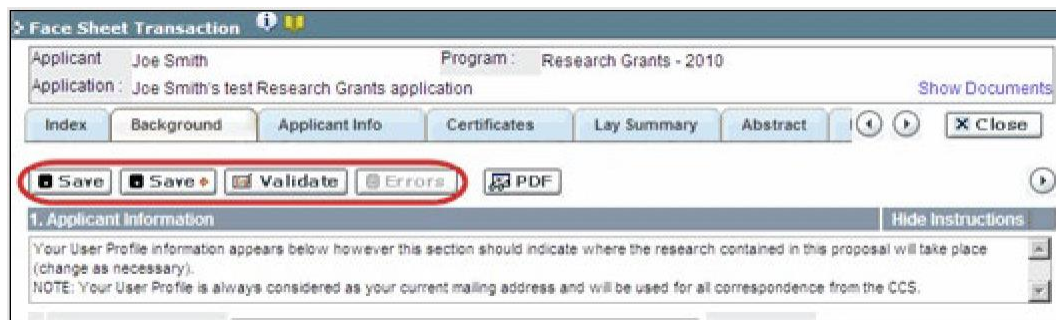 Face Sheet Transaction
Applicant Joe Smith Program : Research Grants - 2010
Application : Joe Smith's test Research Grants application Show Documents
Index Background Applicant Info Certificates Lay Summary Abstract Close
Save Save Validate Errors PDF
1. Applicant Information Hide Instructions
Your User Profile information appears below however this section should indicate where the research contained in this proposal will take place
(change as necessary).
NOTE: Your User Profile is always considered as your current mailing address and will be used for all correspondence from the CCS.